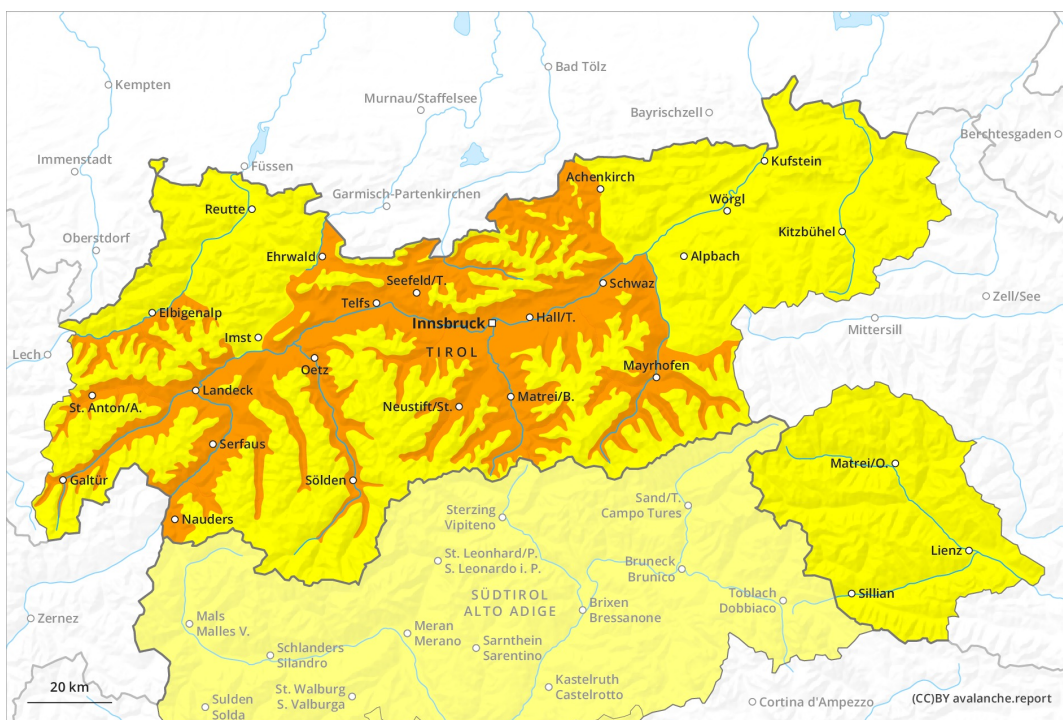 Kempten
Bad Tölz
Murnau/Staffelsee
Bayrischzell
Berchtesgaden
Immenstadt
Füssen
Kufstein
Achenkirch
Garmisch-Partenkirchen
Wörgl
Reutte
Kitzbühel
Oberstdorf
Ehrwald
Alpbach
Seefeld/T.
Schwaz
Zell/See
Telfs
Elbigenalp
Innsbruck
Hall/T.
Mittersill
Imst
Lech
TIROL
Oetz
Mayrhofen
Landeck
St. Anton/A.
Neustift/St.
Matrei/B.
Serfaus
Matrei/O.
Galtür
Sölden
Sand/T.
Campo Tures
Sterzing
Vipiteno
Nauders
Lienz
St. Leonhard/P.
S. Leonardo i. P.
Bruneck
Brunico
SÜDTIROL
ALTO ADIGE
Toblach
Dobbiaco
Sillian
Brixen
Bressanone
Zernez
Mals
Malles V.
Meran
Merano
Sarnthein
Sarentino
Schlanders
Silandro
Kastelruth
Castelrotto
20 km
St. Walburg
S. Valburga
Sulden
Solda
Cortina d'Ampezzo
(CC)BY avalanche.report